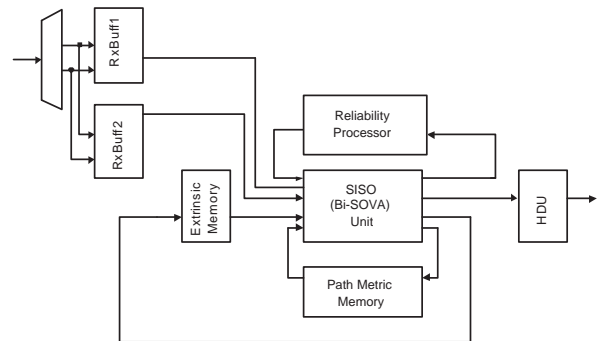 RxBuff1
RxBuff2
Reliability
Processor
Extrinsic
Memory
SISO
(Bi-SOVA)
Unit
HDU
Path Metric
Memory